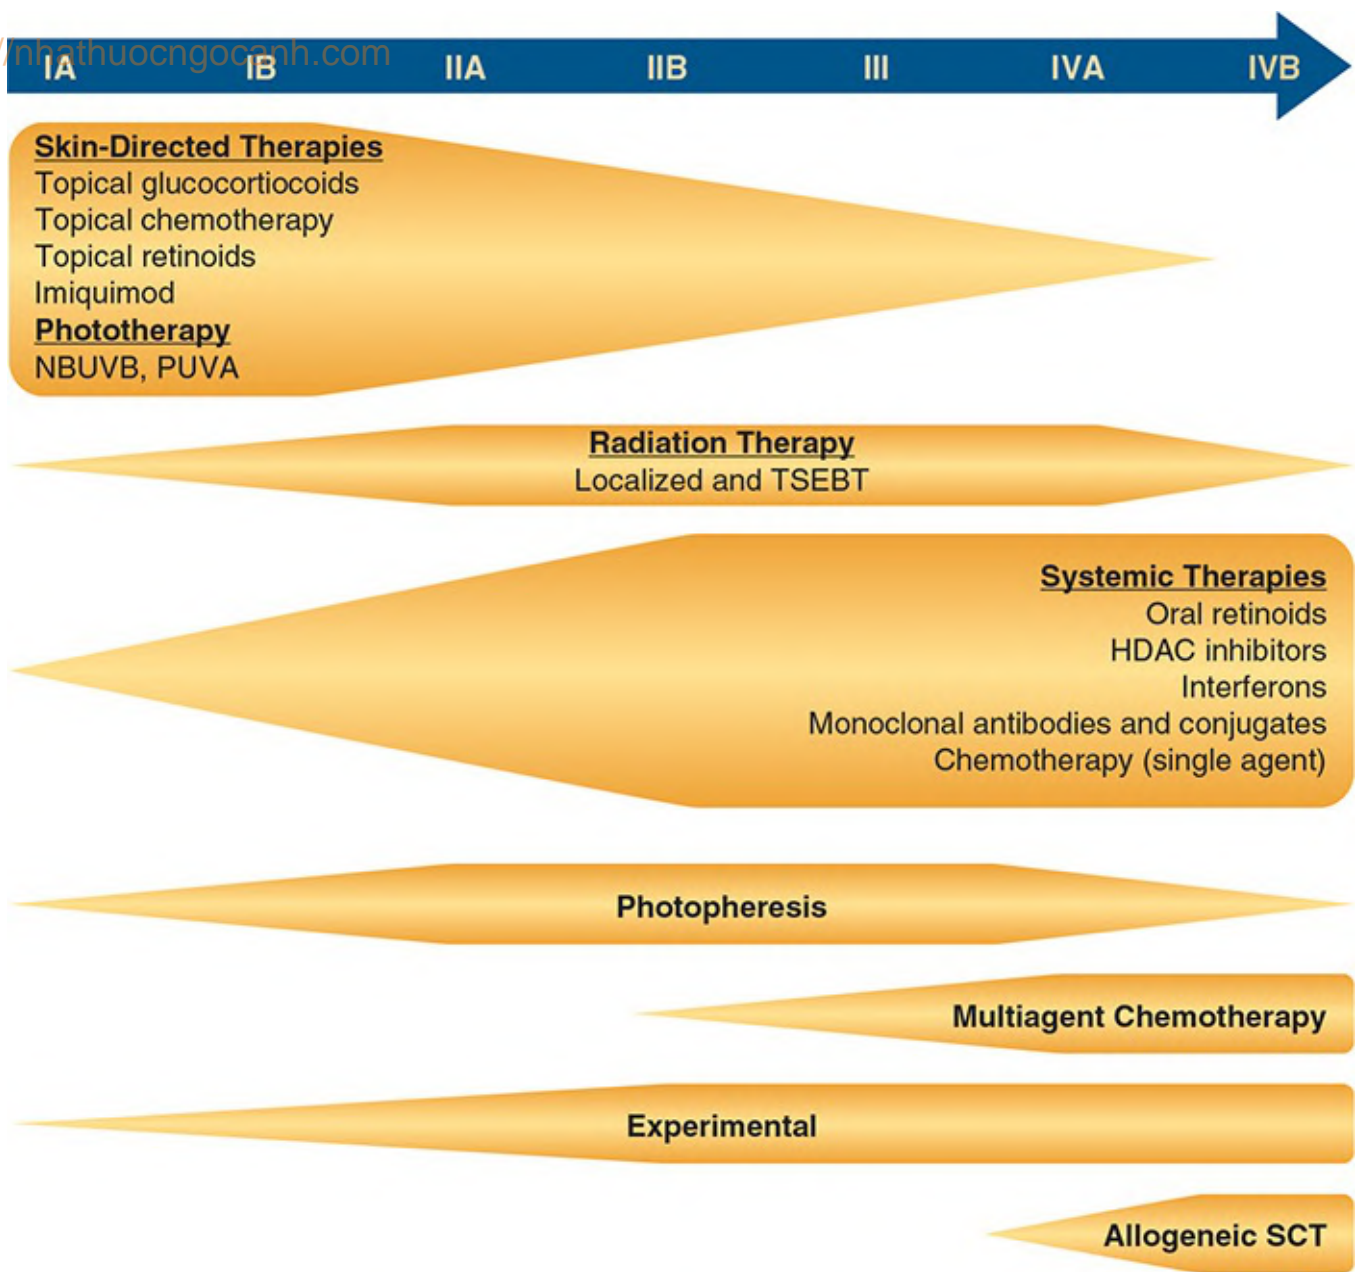 //nhathuocngocanh.com
IA IB IIA IIB III IVA IVB
Skin-Directed Therapies
Topical glucocortiocoids
Topical chemotherapy
Topical retinoids
Imiquimod
Phototherapy
NBUVB, PUVA
Radiation Therapy
Localized and TSEBT
Systemic Therapies
Oral retinoids
HDAC inhibitors
Interferons
Monoclonal antibodies and conjugates
Chemotherapy (single agent)
Photopheresis
Multiagent Chemotherapy
Experimental
Allogeneic SCT